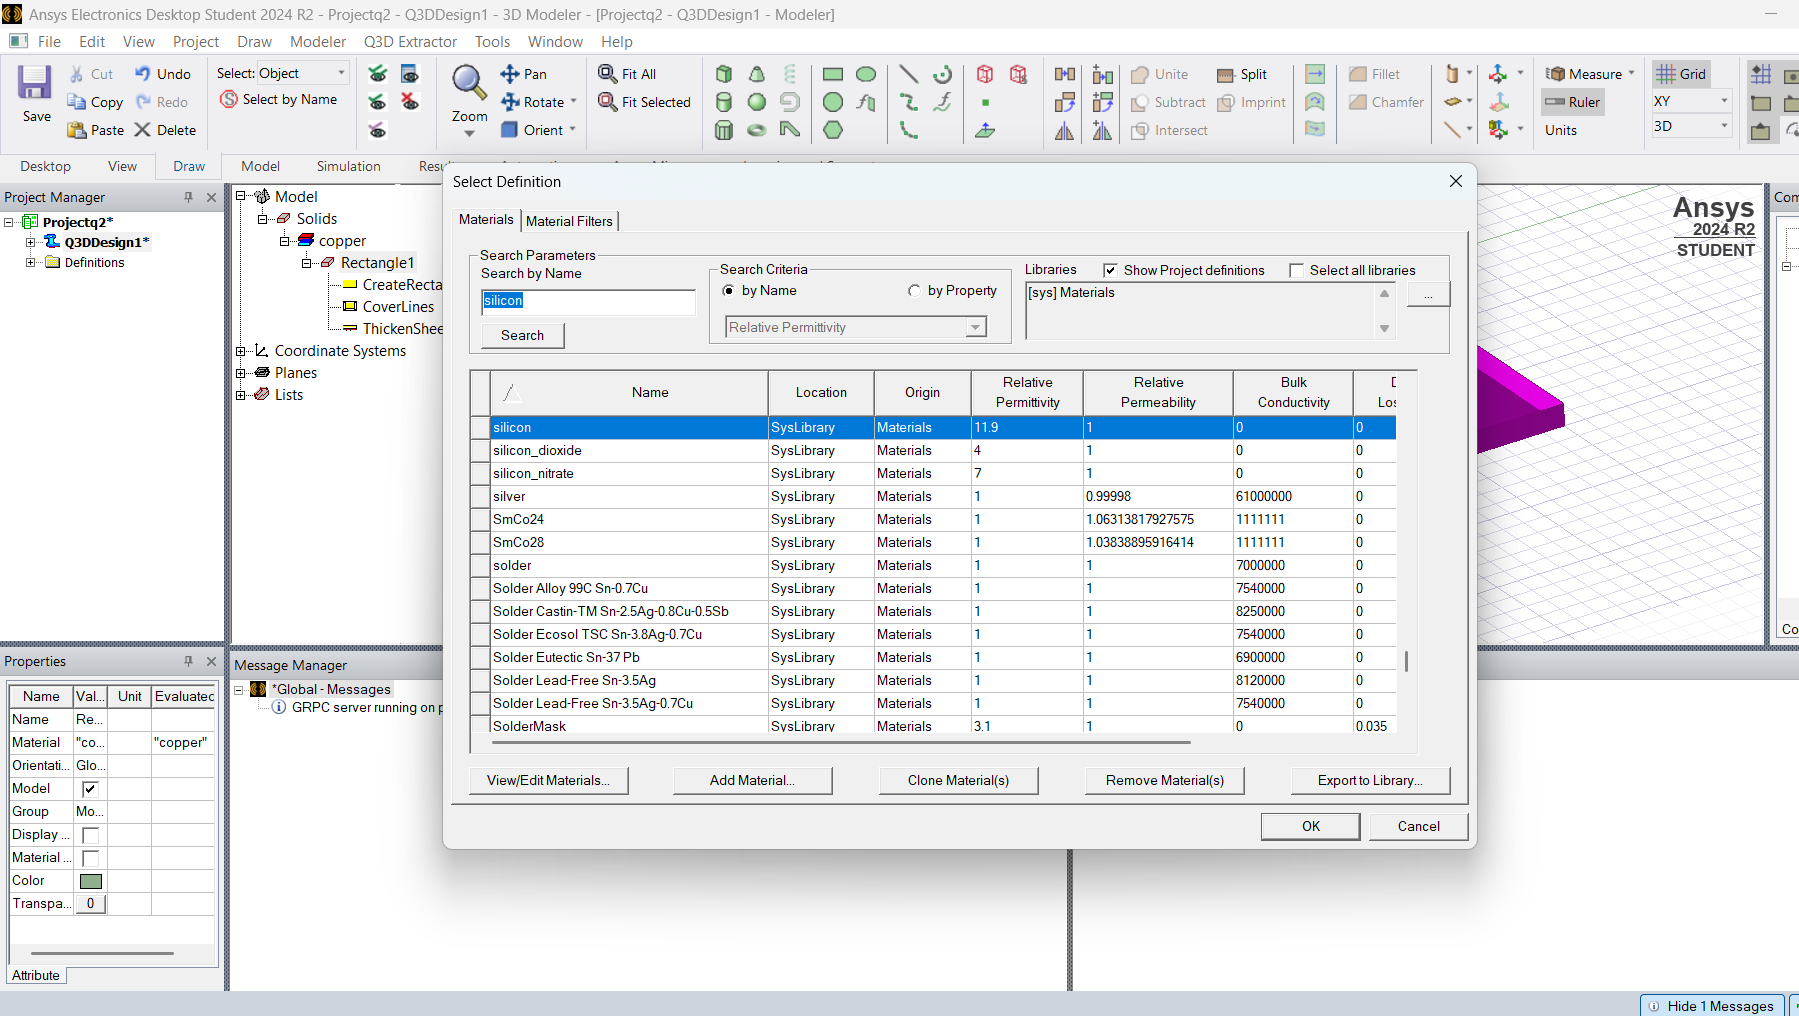 Ansys Electronics Desktop Student 2024 R2 - Projectq2 - Q3DDesign1 - 3D Modeler - [Projectq2 - Q3DDesign1 - Modeler]
File Edit View Project Draw Modeler Q3D Extractor Tools Window Help
Save
Cut
Copy
Paste
Undo
Redo
Delete
Select: Object
Select by Name
Zoom
Pan
Rotate
Orient
Fit All
Fit Selected
Unite
Subtract
Intersect
Split
Imprint
Fillet
Chamfer
Measure
Ruler
Units
Grid
XY
3D
Desktop View Draw Model Simulation
Project Manager
Projectq2*
Q3DDesign1*
Definitions
Model
Solids
copper
Rectangle1
CreateRecta
CoverLines
ThickenShee
Coordinate Systems
Planes
Lists
Ansys
2024 R2
STUDENT
Com
Co
Select Definition
Materials Material Filters
Search Parameters
Search by Name
silicon
Search
Search Criteria
by Name by Property
Relative Permittivity
Libraries Show Project definitions Select all libraries
[sys] Materials
...
Name Location Origin Relative Permittivity Relative Permeability Bulk Conductivity
silicon SysLibrary Materials 11.9 1 0 0
silicon_dioxide SysLibrary Materials 4 1 0 0
silicon_nitrate SysLibrary Materials 7 1 0 0
silver SysLibrary Materials 1 0.99998 61000000 0
SmCo24 SysLibrary Materials 1 1.06313817927575 1111111 0
SmCo28 SysLibrary Materials 1 1.03838895916414 1111111 0
solder SysLibrary Materials 1 1 7000000 0
Solder Alloy 99C Sn-0.7Cu SysLibrary Materials 1 1 7540000 0
Solder Castin-TM Sn-2.5Ag-0.8Cu-0.5Sb SysLibrary Materials 1 1 8250000 0
Solder Ecosol TSC Sn-3.8Ag-0.7Cu SysLibrary Materials 1 1 7540000 0
Solder Eutectic Sn-37 Pb SysLibrary Materials 1 1 6900000 0
Solder Lead-Free Sn-3.5Ag SysLibrary Materials 1 1 8120000 0
Solder Lead-Free Sn-3.5Ag-0.7Cu SysLibrary Materials 1 1 7540000 0
SolderMask SysLibrary Materials 3.1 1 0 0.035
View/Edit Materials... Add Material... Clone Material(s) Remove Material(s) Export to Library...
OK Cancel
Properties
Name Val... Unit Evaluated
Name Re...
Material "co... "copper"
Orientati... Glo...
Model
Group Mo...
Display ...
Material ...
Color
Transpa... 0
Attribute
Message Manager
*Global - Messages
GRPC server running on p
Hide 1 Messages